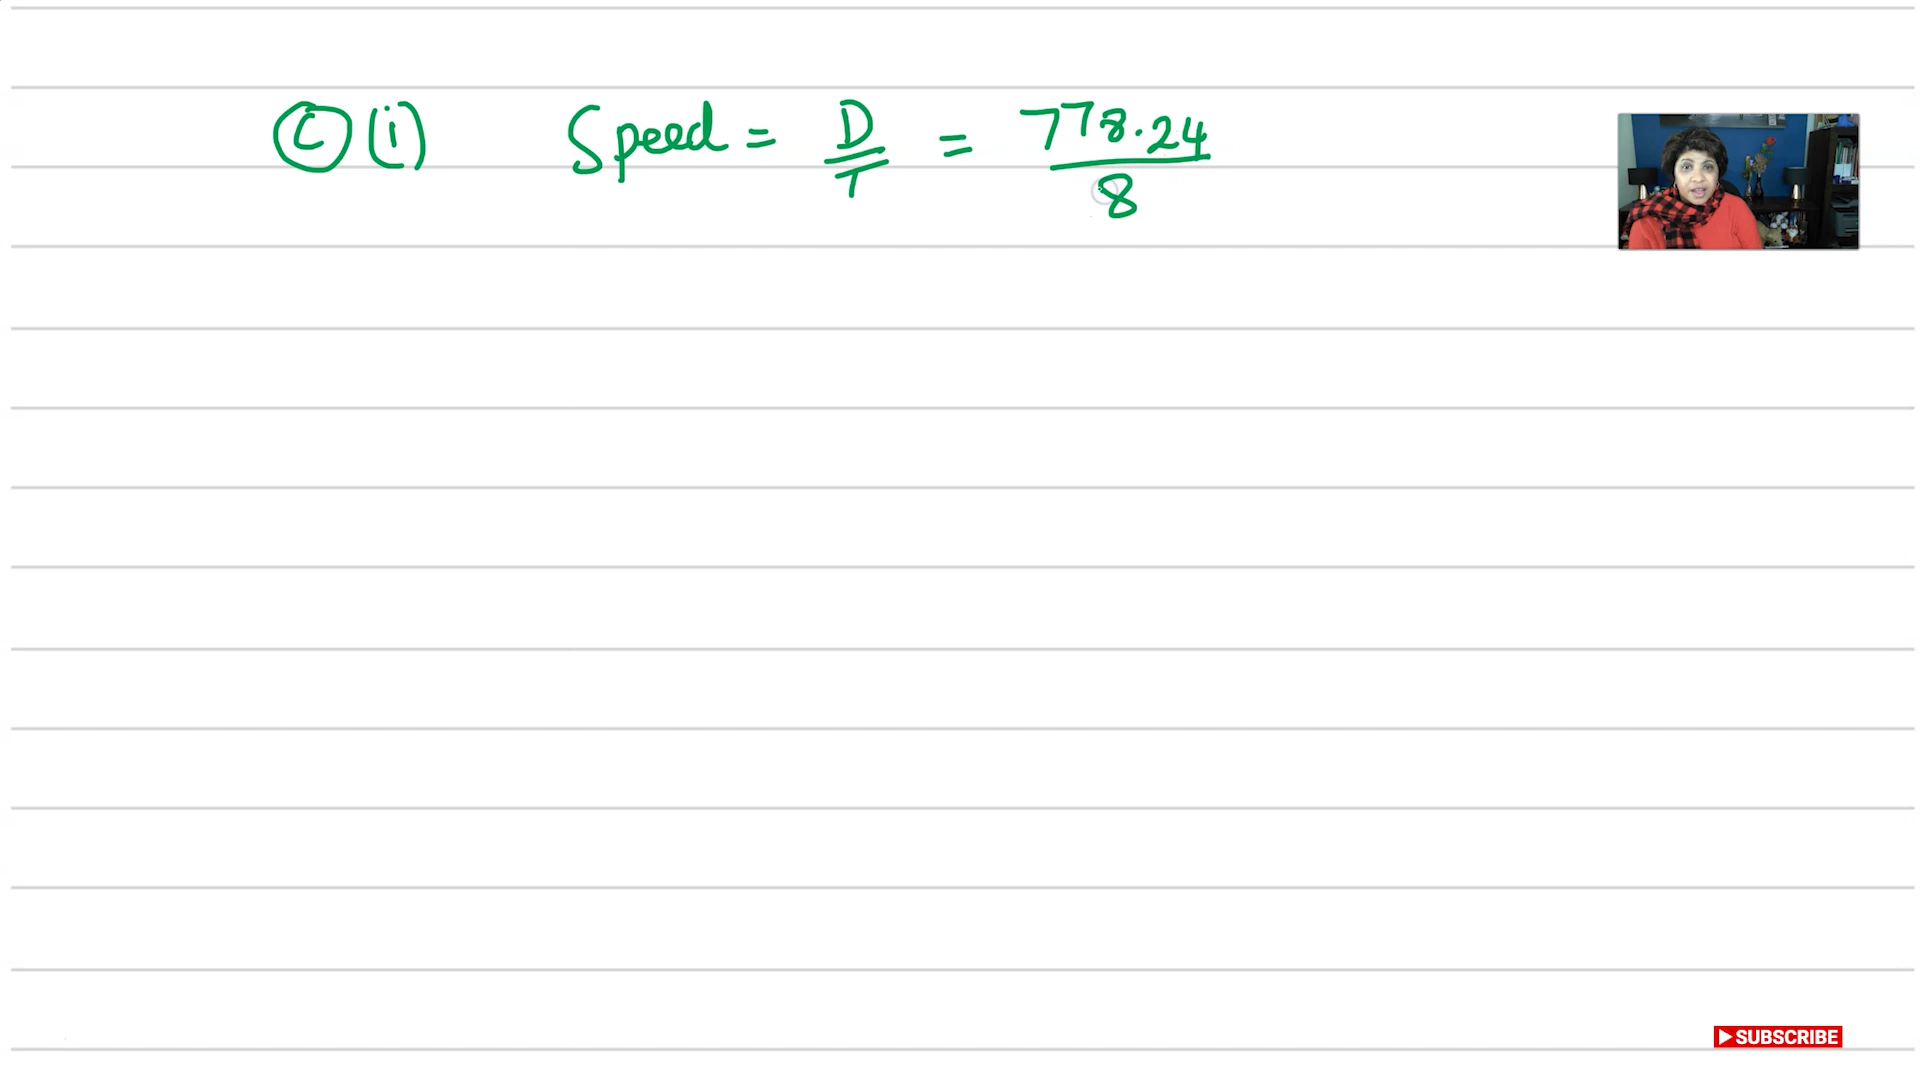 C (i) Speed = D/T = 778.24/8
SUBSCRIBE